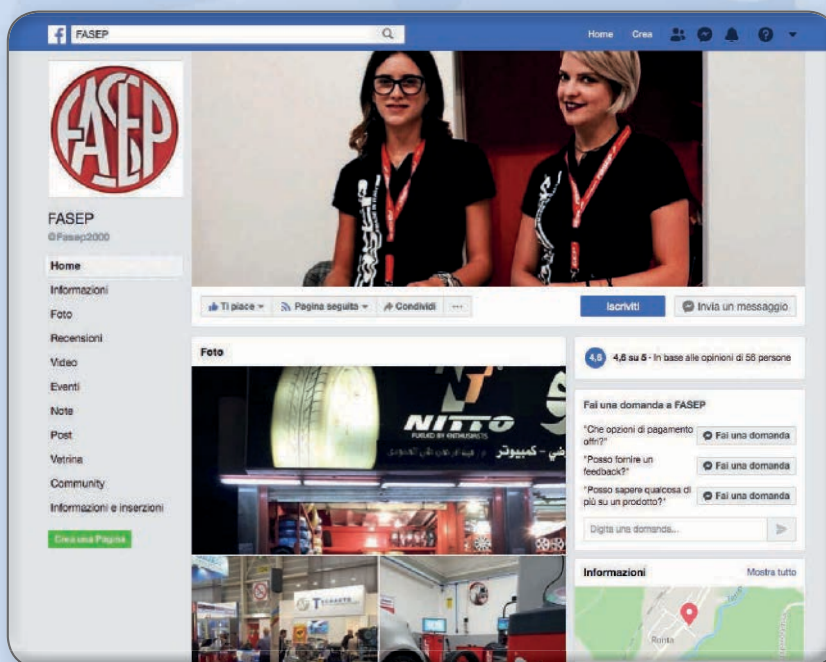 FASEP
Home
Crea
FASEP
FASEP
@Fasep2000
Home
Informazioni
Foto
Recensioni
Video
Eventi
Note
Post
Vetrina
Community
Informazioni e inserzioni
Crea una Pagina
Ti piace
Pagina seguita
Condividi
Iscriviti
Invia un messaggio
Foto
NITTO
FUELED BY ENTHUSIASTS
كمبيوتر
TECHAUTO
4,6 su 5 - In base alle opinioni di 56 persone
Fai una domanda a FASEP
"Che opzioni di pagamento
offri?"
Fai una domanda
"Posso fornire un
feedback?"
Fai una domanda
"Posso sapere qualcosa di
più su un prodotto?"
Fai una domanda
Digita una domanda...
Informazioni
Mostra tutto
Ronta